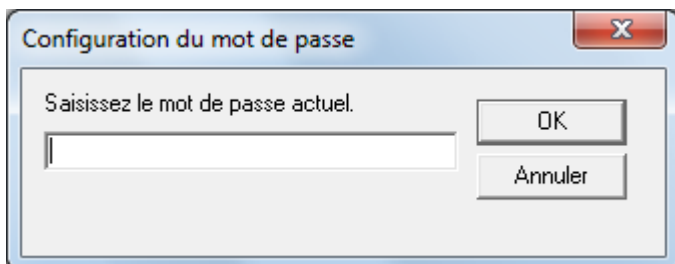 Configuration du mot de passe
Saisissez le mot de passe actuel.
OK
Annuler